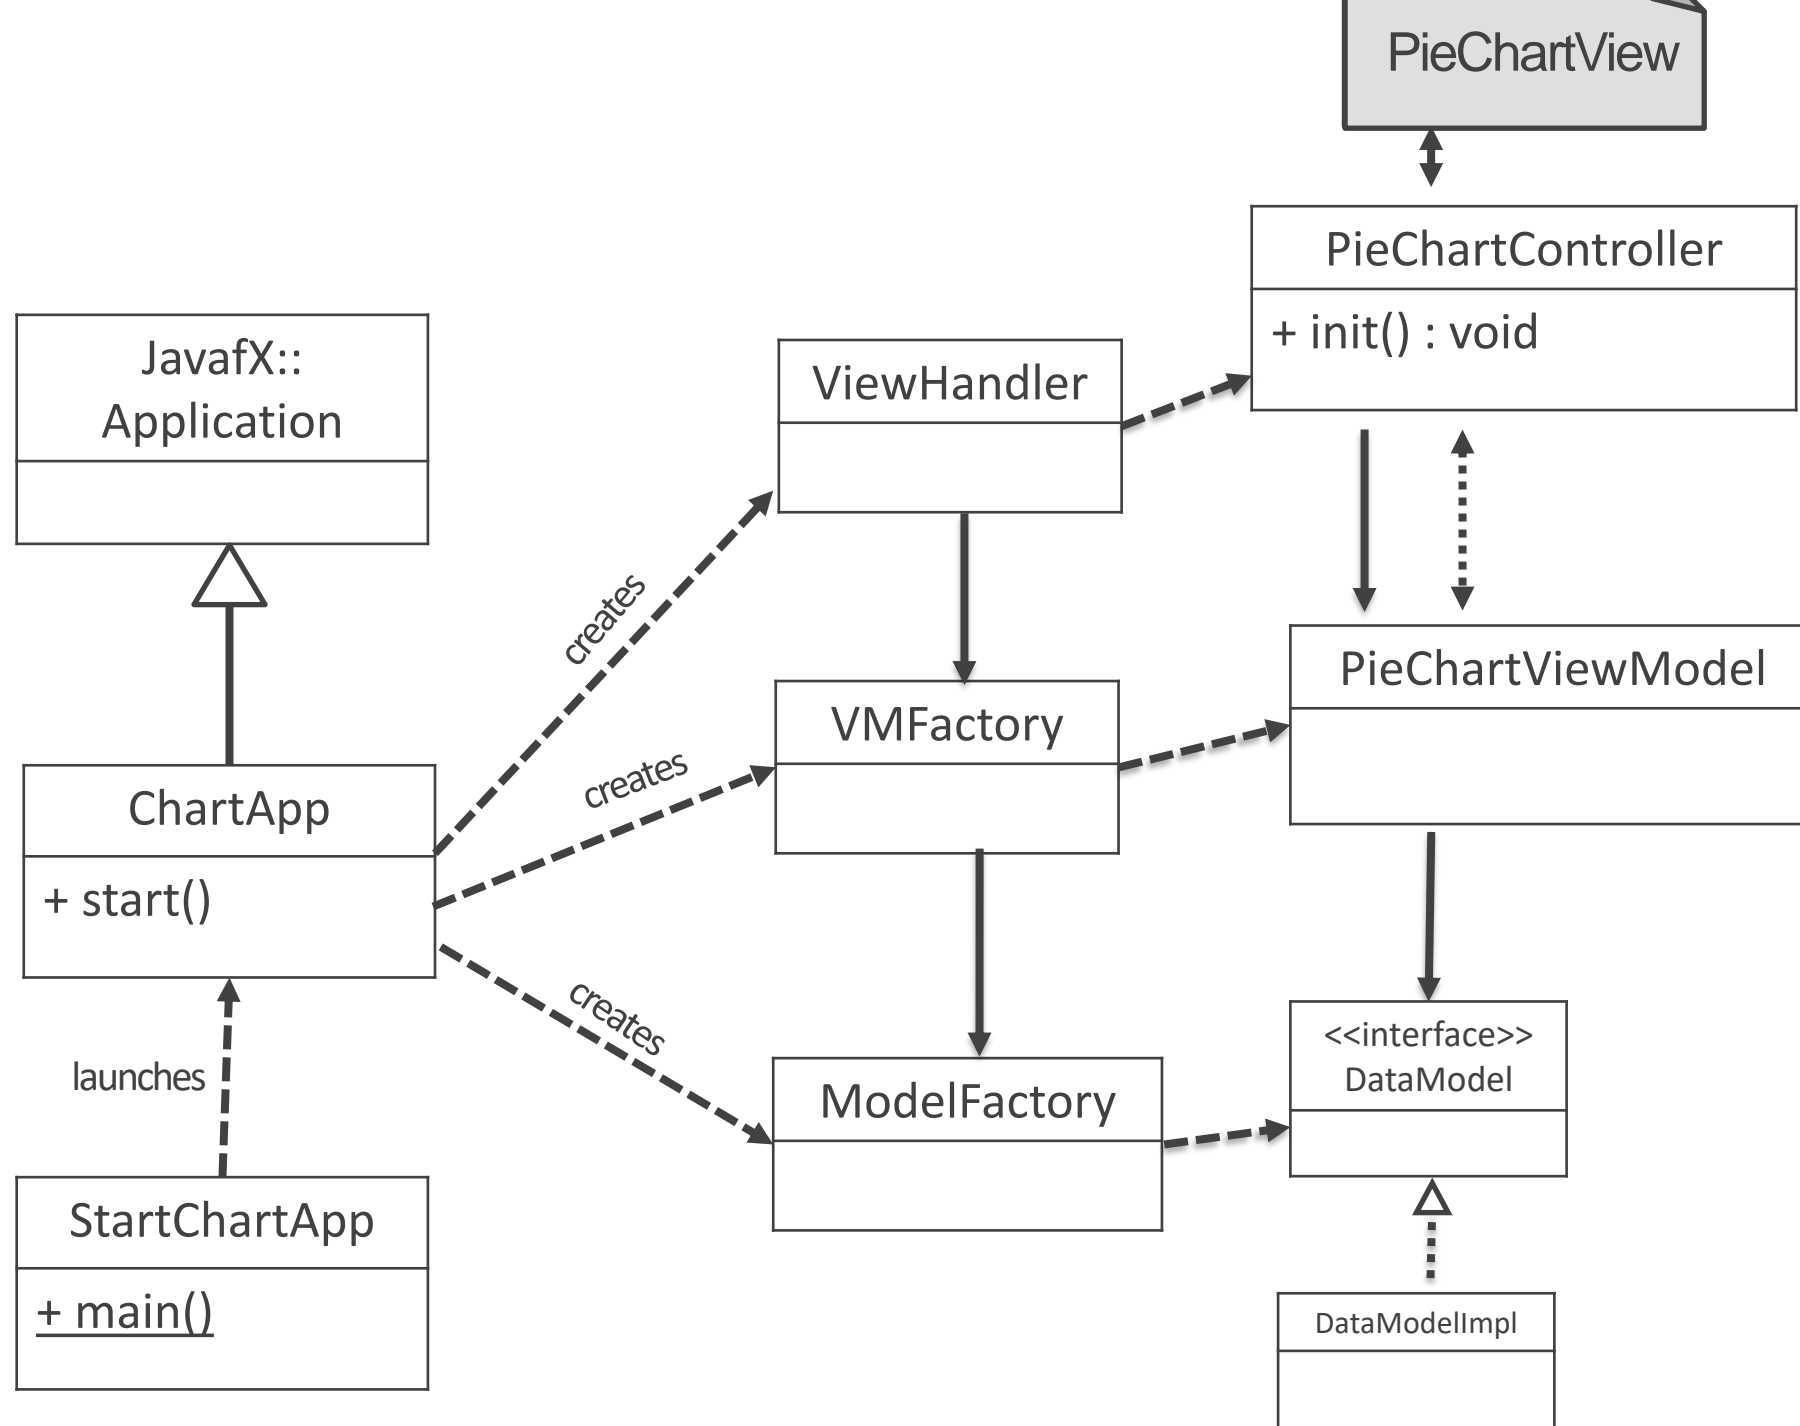 PieChartView
PieChartController
+ init() : void
JavafX::
Application
ViewHandler
creates
PieChartViewModel
VMFactory
creates
ChartApp
+ start()
creates
<<interface>>
DataModel
launches
ModelFactory
StartChartApp
+ main()
DataModelImpl